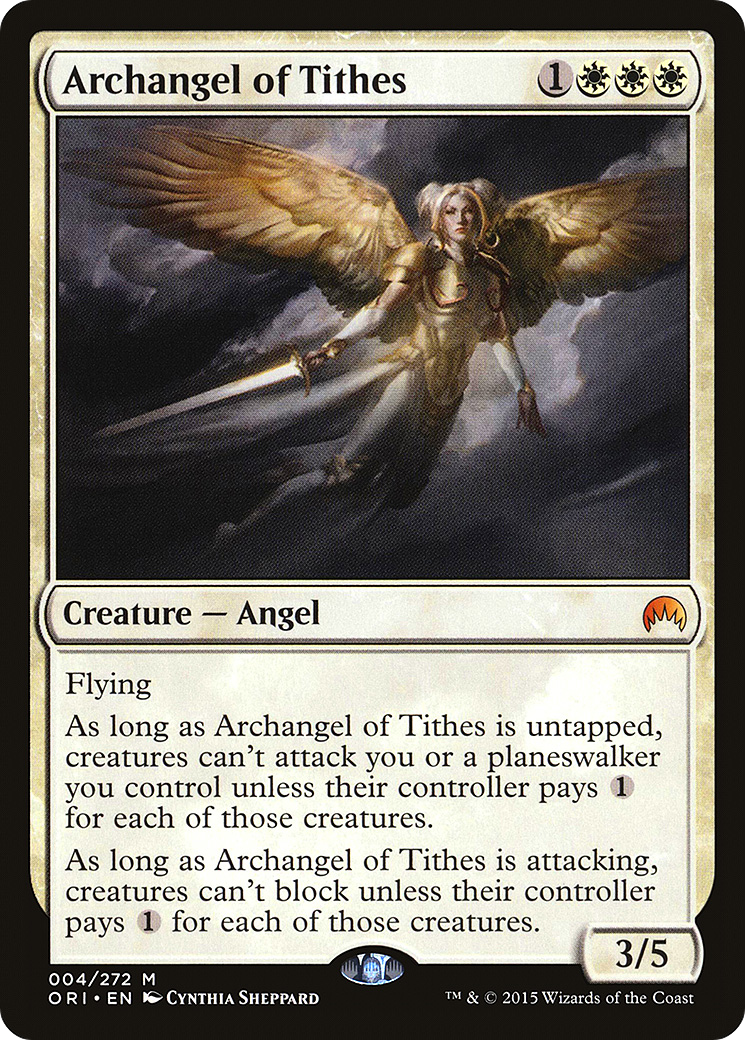 Archangel of Tithes 1
Creature — Angel
Flying
As long as Archangel of Tithes is untapped,
creatures can't attack you or a planeswalker
you control unless their controller pays 1
for each of those creatures.
As long as Archangel of Tithes is attacking,
creatures can't block unless their controller
pays 1 for each of those creatures.
3/5
004/272 M
ORI • EN Cynthia Sheppard
™ & © 2015 Wizards of the Coast